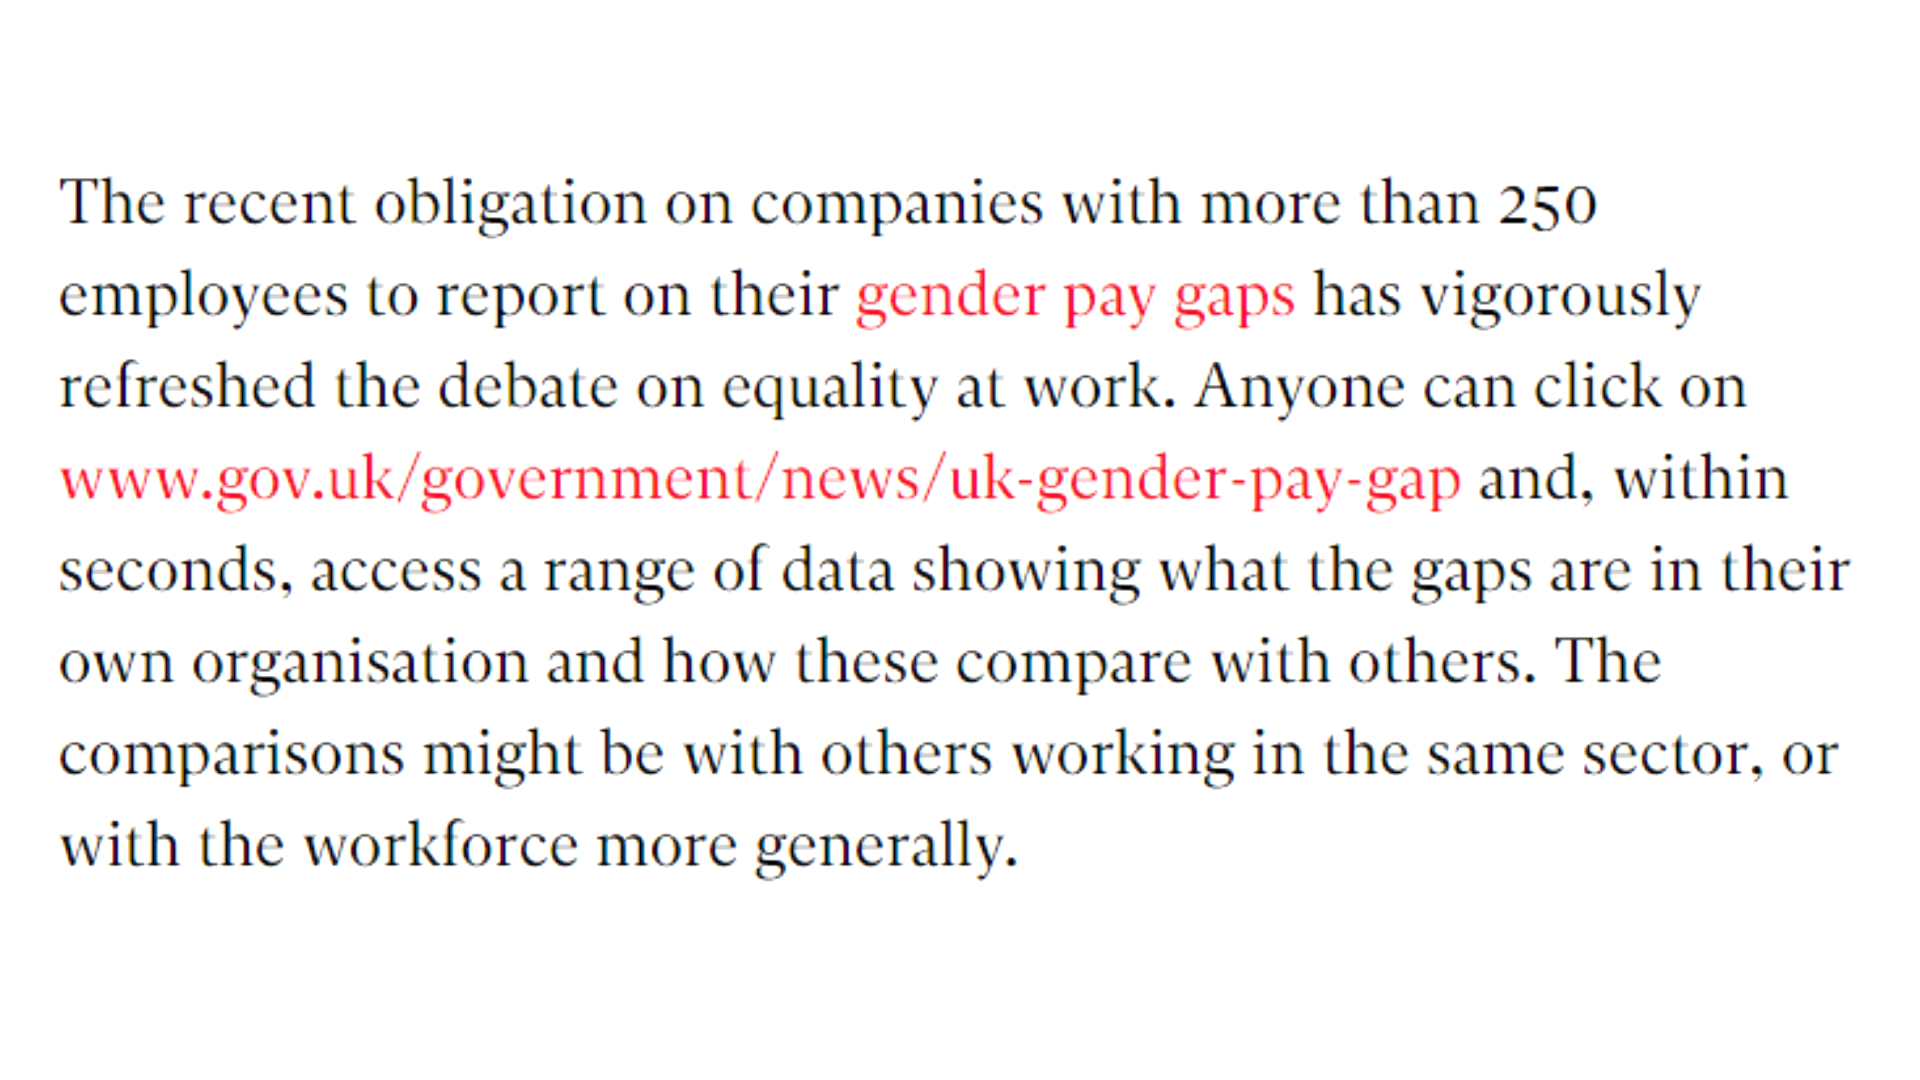 The recent obligation on companies with more than 250
employees to report on their gender pay gaps has vigorously
refreshed the debate on equality at work. Anyone can click on
www.gov.uk/government/news/uk-gender-pay-gap and, within
seconds, access a range of data showing what the gaps are in their
own organisation and how these compare with others. The
comparisons might be with others working in the same sector, or
with the workforce more generally.